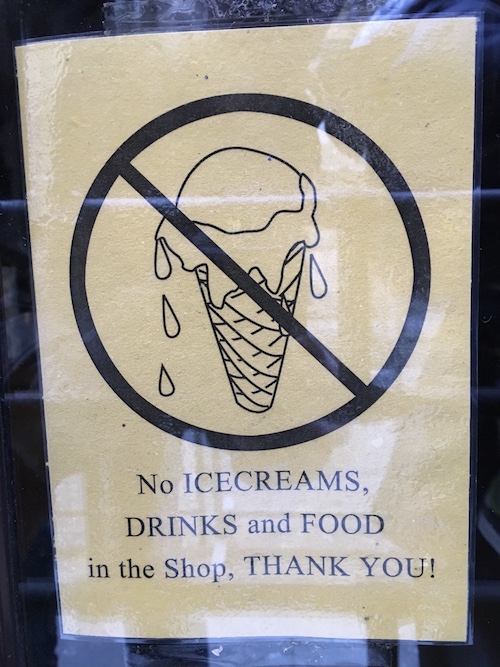 No ICECREAMS,
DRINKS and FOOD
in the Shop, THANK YOU!